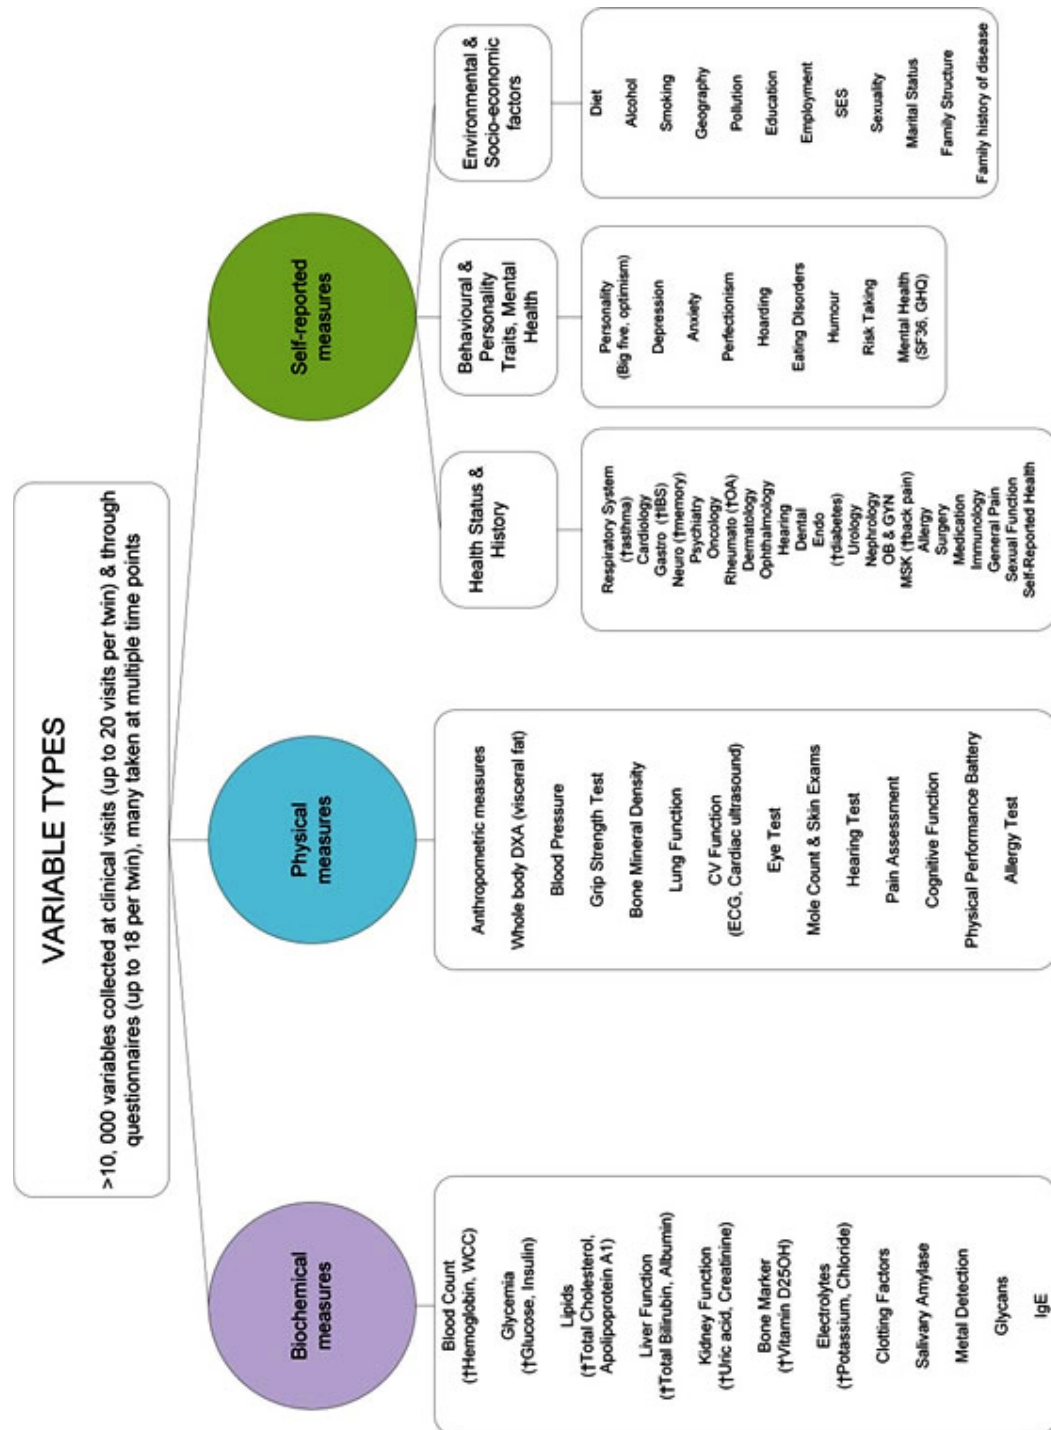 VARIABLE TYPES
>10, 000 variables collected at clinical visits (up to 20 visits per twin) & through
questionnaires (up to 18 per twin), many taken at multiple time points
Biochemical
measures
Blood Count
(†Hemoglobin, WCC)
Glycemia
(†Glucose, Insulin)
Lipids
(†Total Cholesterol,
Apolipoprotein A1)
Liver Function
(†Total Bilirubin, Albumin)
Kidney Function
(†Uric acid, Creatinine)
Bone Marker
(†Vitamin D25OH)
Electrolytes
(†Potassium, Chloride)
Clotting Factors
Salivary Amylase
Metal Detection
Glycans
IgE
Physical
measures
Anthropometric measures
Whole body DXA (visceral fat)
Blood Pressure
Grip Strength Test
Bone Mineral Density
Lung Function
CV Function
(ECG, Cardiac ultrasound)
Eye Test
Mole Count & Skin Exams
Hearing Test
Pain Assessment
Cognitive Function
Physical Performance Battery
Allergy Test
Self-reported
measures
Health Status &
History
Respiratory System
(†asthma)
Cardiology
Gastro (†IBS)
Neuro (†memory)
Psychiatry
Oncology
Rheumato (†OA)
Dermatology
Ophthalmology
Hearing
Dental
Endo
(†diabetes)
Urology
Nephrology
OB & GYN
MSK (†back pain)
Allergy
Surgery
Medication
Immunology
General Pain
Sexual Function
Self-Reported Health
Behavioural &
Personality
Traits, Mental
Health
Personality
(Big five, optimism)
Depression
Anxiety
Perfectionism
Hoarding
Eating Disorders
Humour
Risk Taking
Mental Health
(SF36, GHQ)
Environmental &
Socio-economic
factors
Diet
Alcohol
Smoking
Geography
Pollution
Education
Employment
SES
Sexuality
Marital Status
Family Structure
Family history of disease